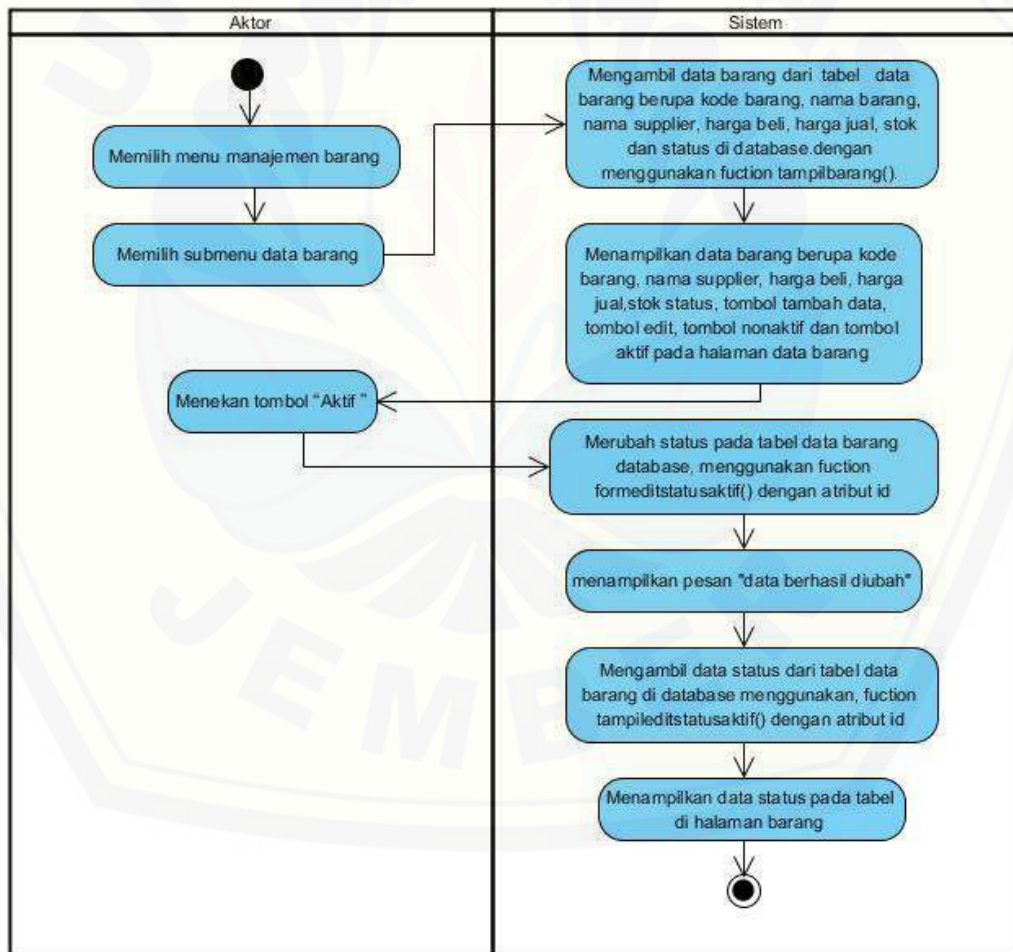 Aktor
Sistem
Memilih menu manajemen barang
Memilih submenu data barang
Mengambil data barang dari tabel data
barang berupa kode barang, nama barang,
nama supplier, harga beli, harga jual, stok
dan status di database.dengan
menggunakan fuction tampilbarang().
Menampilkan data barang berupa kode
barang, nama supplier, harga beli, harga
jual,stok status, tombol tambah data,
tombol edit, tombol nonaktif dan tombol
aktif pada halaman data barang
Menekan tombol “Aktif ”
Merubah status pada tabel data barang
database, menggunakan fuction
formeditstatusaktif() dengan atribut id
menampilkan pesan "data berhasil diubah"
Mengambil data status dari tabel data
barang di database menggunakan, fuction
tampileditstatusaktif() dengan atribut id
Menampilkan data status pada tabel
di halaman barang
JEMBER